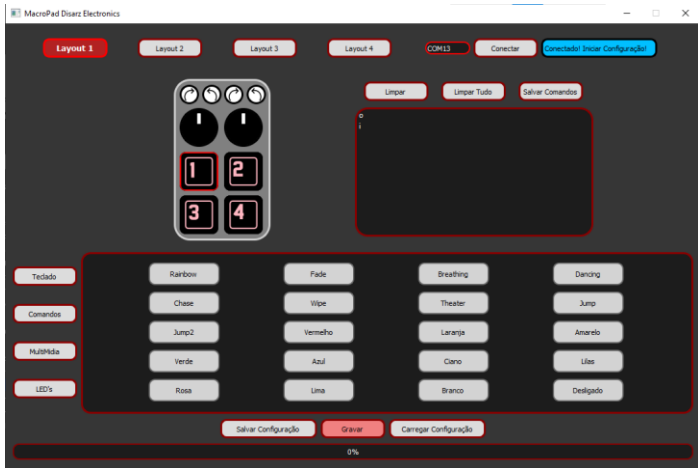 MacroPad Disarz Electronics
Layout 1 Layout 2 Layout 3 Layout 4 COM13 Conectar Conectado! Iniciar Configuração!
Limpar Limpar Tudo Salvar Comandos
o
i
1 2
3 4
Teclado
Comandos
MultiMidia
LED's
Rainbow Fade Breathing Dancing
Chase Wipe Theater Jump
Jump2 Vermelho Laranja Amarelo
Verde Azul Ciano Lilas
Rosa Lima Branco Desligado
Salvar Configuração Gravar Carregar Configuração
0%